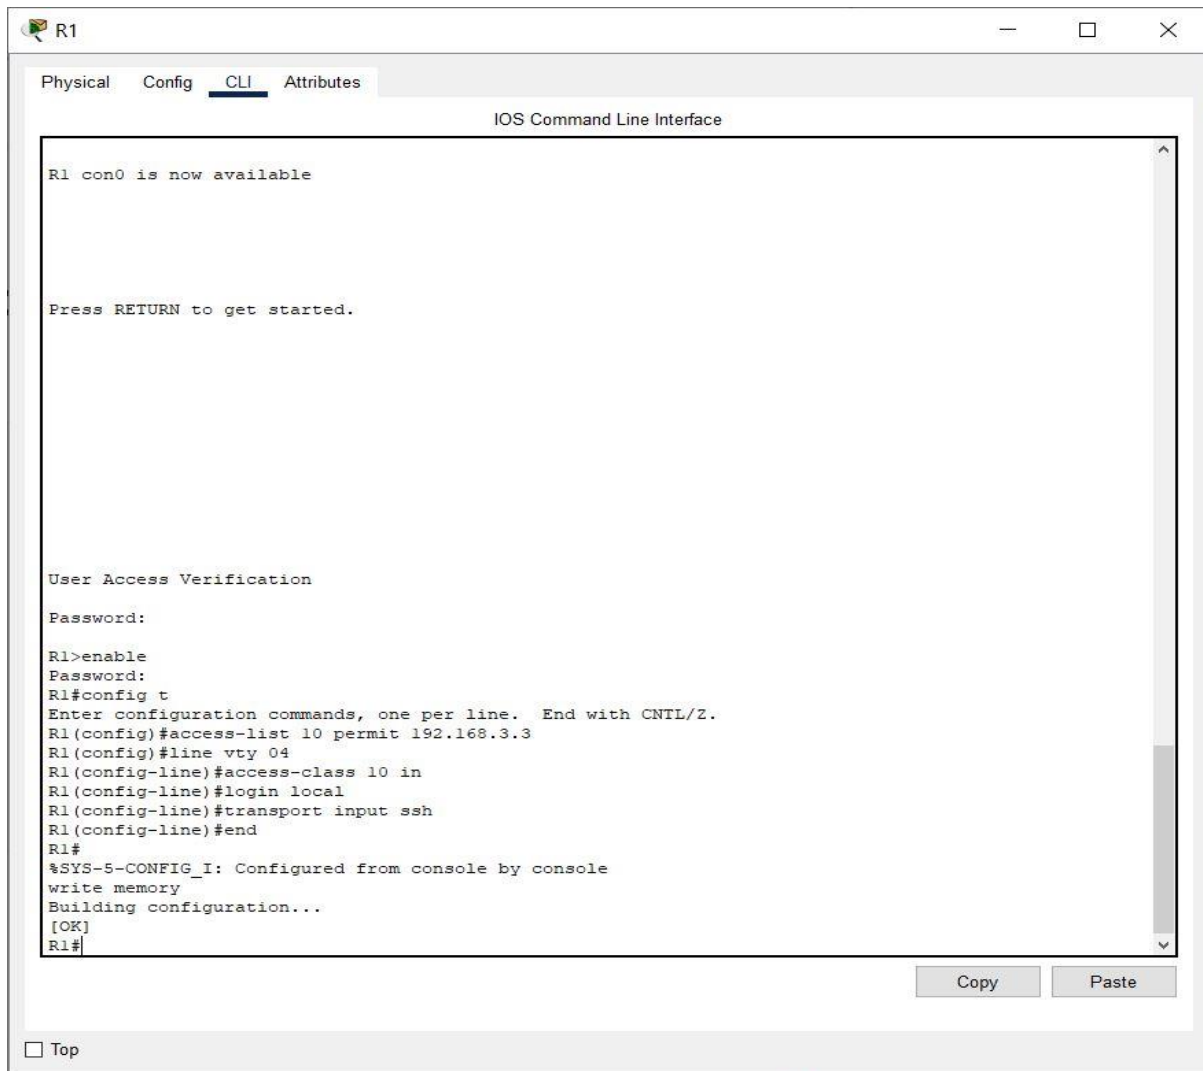 R1
Physical Config CLI Attributes
IOS Command Line Interface
R1 con0 is now available
Press RETURN to get started.
User Access Verification
Password:
R1>enable
Password:
R1#config t
Enter configuration commands, one per line.  End with CNTL/Z.
R1(config)#access-list 10 permit 192.168.3.3
R1(config)#line vty 04
R1(config-line)#access-class 10 in
R1(config-line)#login local
R1(config-line)#transport input ssh
R1(config-line)#end
R1#
%SYS-5-CONFIG_I: Configured from console by console
write memory
Building configuration...
[OK]
R1#
Copy Paste
Top